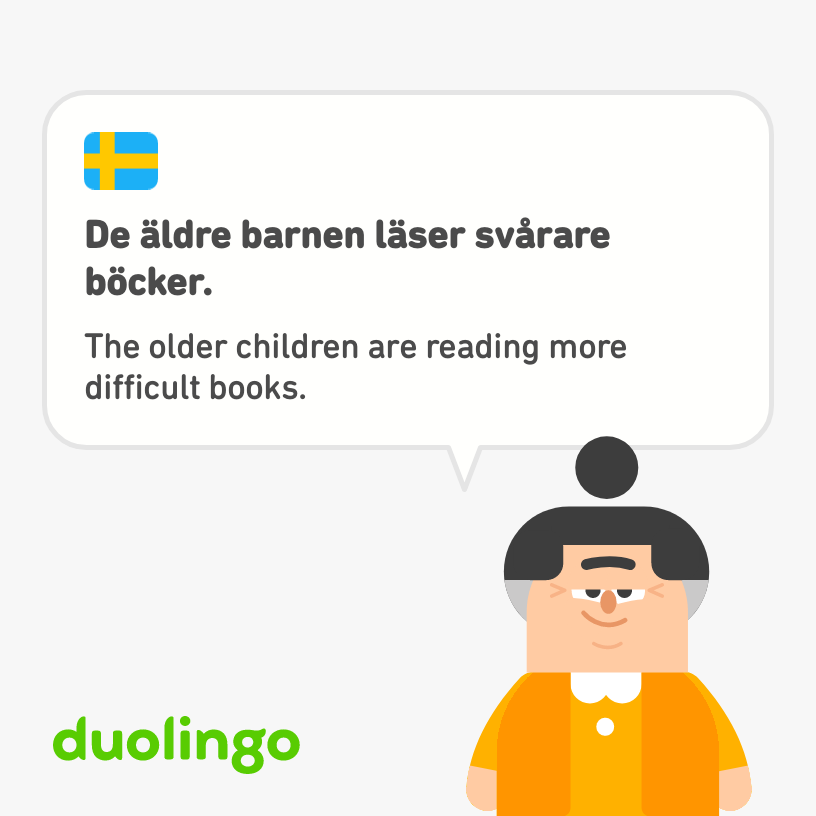 De äldre barnen läser svårare
böcker.
The older children are reading more
difficult books.
duolingo